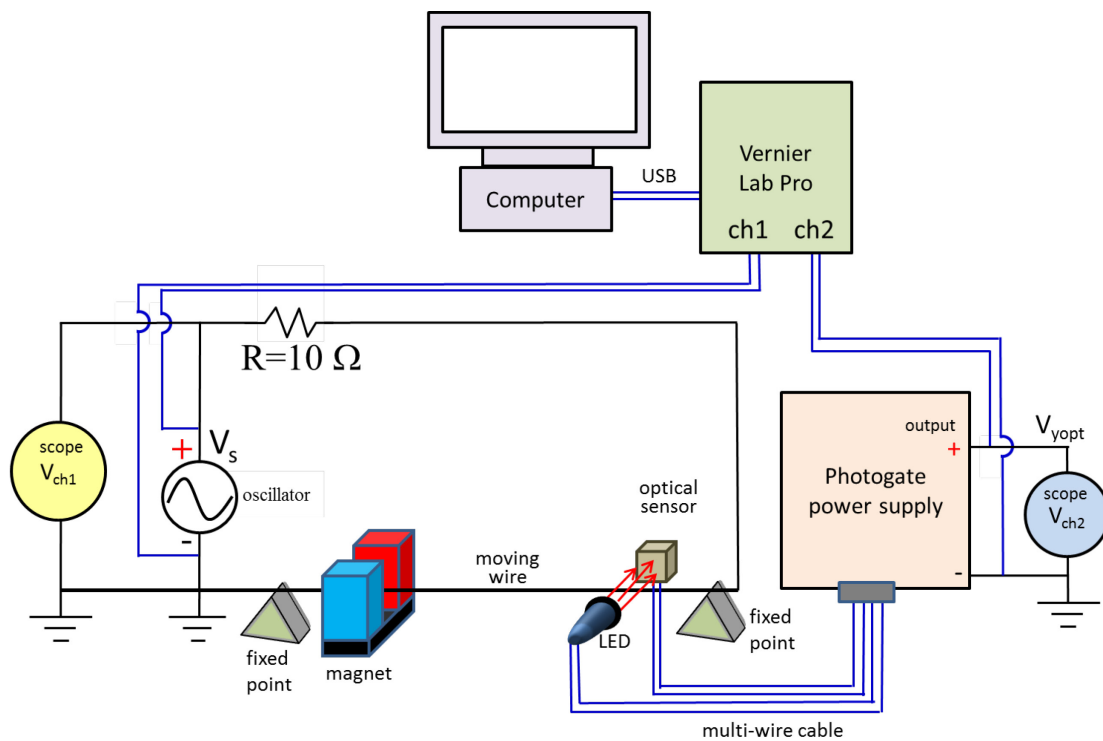 Computer
USB
Vernier
Lab Pro
ch1
ch2
R=10 Ω
scope
Vch1
+
Vs
oscillator
-
optical
sensor
moving
wire
LED
fixed
point
magnet
fixed
point
output
+
Photogate
power supply
-
Vyopt
scope
Vch2
multi-wire cable